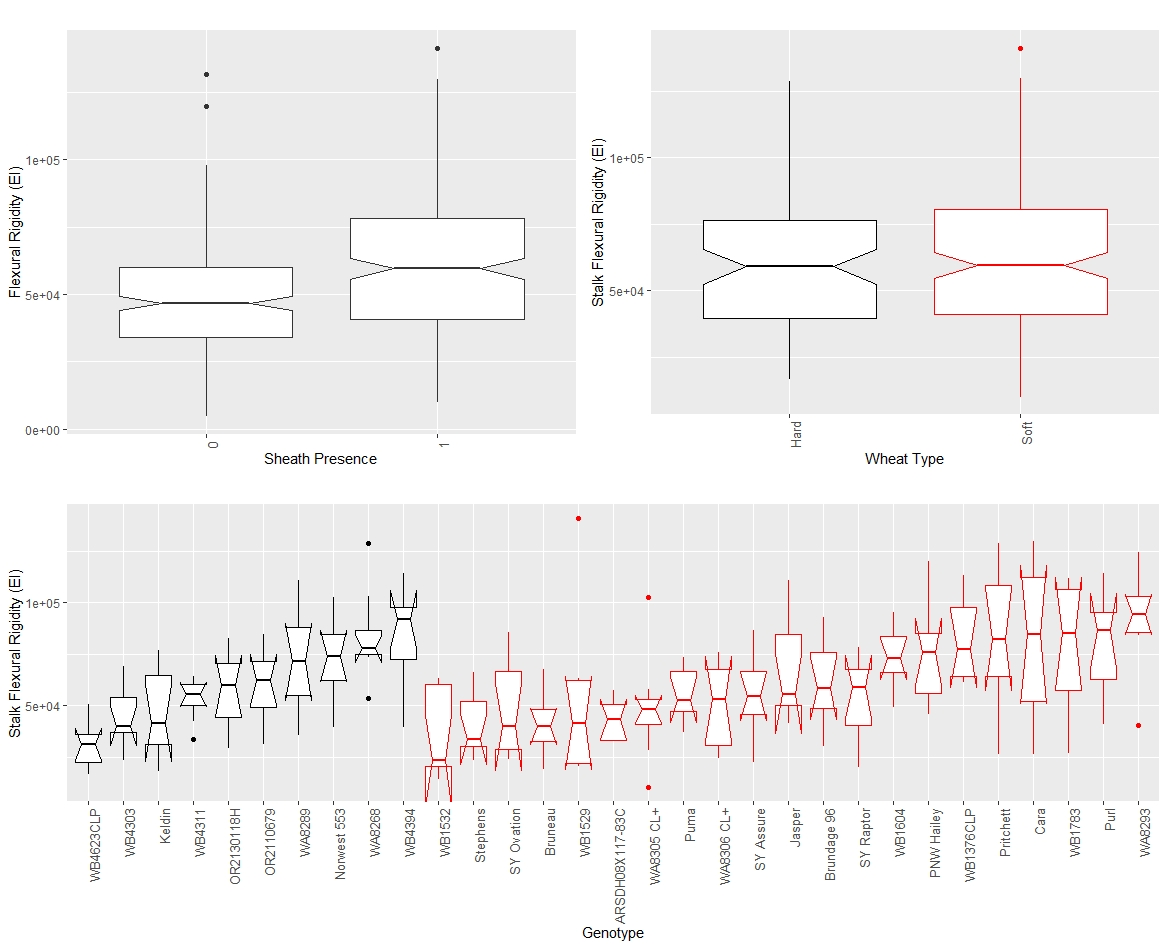 Flexural Rigidity (EI)
1e+05
5e+04
0e+00
0
1
Sheath Presence
Stalk Flexural Rigidity (EI)
1e+05
5e+04
Hard
Soft
Wheat Type
Stalk Flexural Rigidity (EI)
1e+05
5e+04
WB4623CLP
WB4303
Keldin
WB4311
OR2130118H
OR2110679
WA8289
Norwest 553
WA8268
WB4394
WB1532
Stephens
SY Ovation
Bruneau
WB1529
ARSDH08X117-83C
WA8305 CL+
Puma
WA8306 CL+
SY Assure
Jasper
Brundage 96
SY Raptor
WB1604
PNW Hailey
WB1376CLP
Pritchett
Cara
WB1783
Purl
WA8293
Genotype